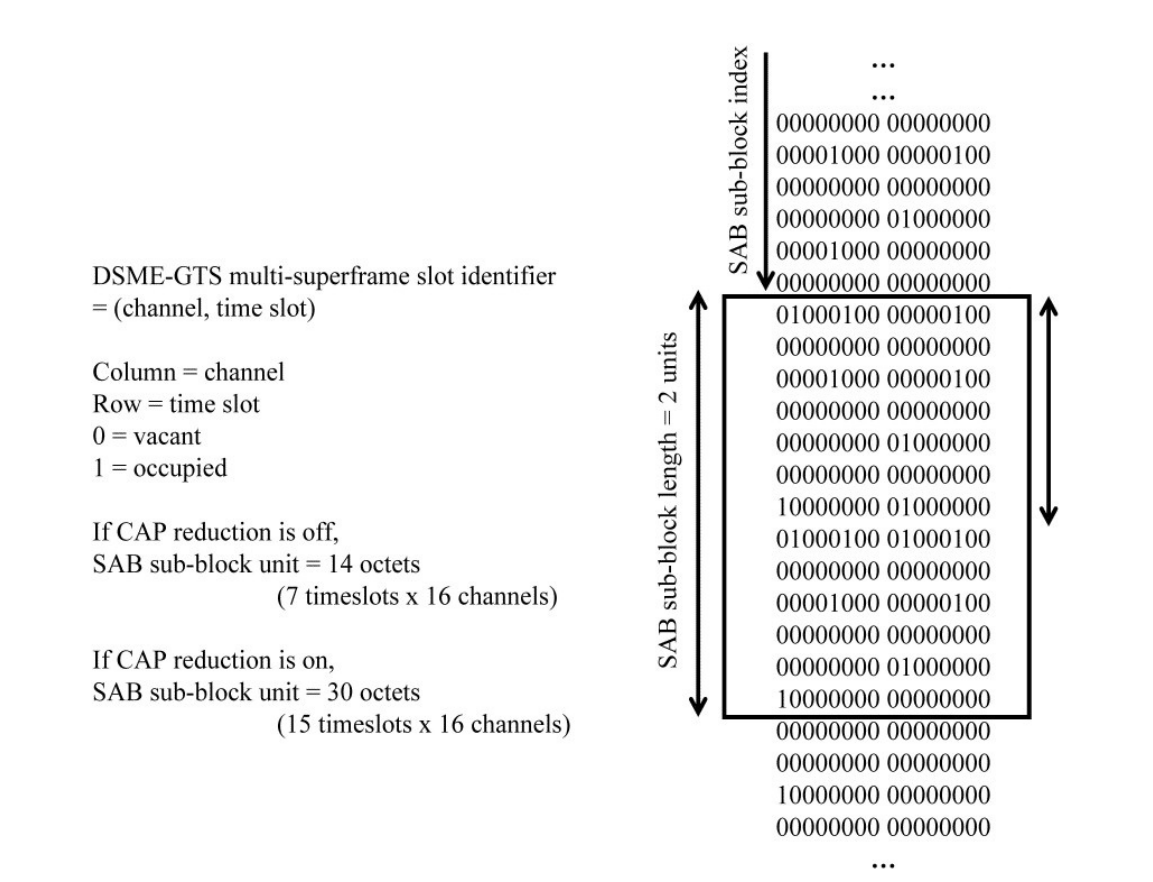 DSME-GTS multi-superframe slot identifier
= (channel, time slot)
Column = channel
Row = time slot
0 = vacant
1 = occupied
If CAP reduction is off,
SAB sub-block unit = 14 octets
(7 timeslots x 16 channels)
If CAP reduction is on,
SAB sub-block unit = 30 octets
(15 timeslots x 16 channels)
SAB sub-block index
SAB sub-block length = 2 units
...
...
00000000 00000000
00001000 00000100
00000000 00000000
00000000 01000000
00001000 00000000
00000000 00000000
01000100 00000100
00000000 00000000
00001000 00000100
00000000 00000000
00000000 01000000
00000000 00000000
10000000 01000000
01000100 01000100
00000000 00000000
00001000 00000100
00000000 00000000
00000000 01000000
10000000 00000000
00000000 00000000
00000000 00000000
10000000 00000000
00000000 00000000
...